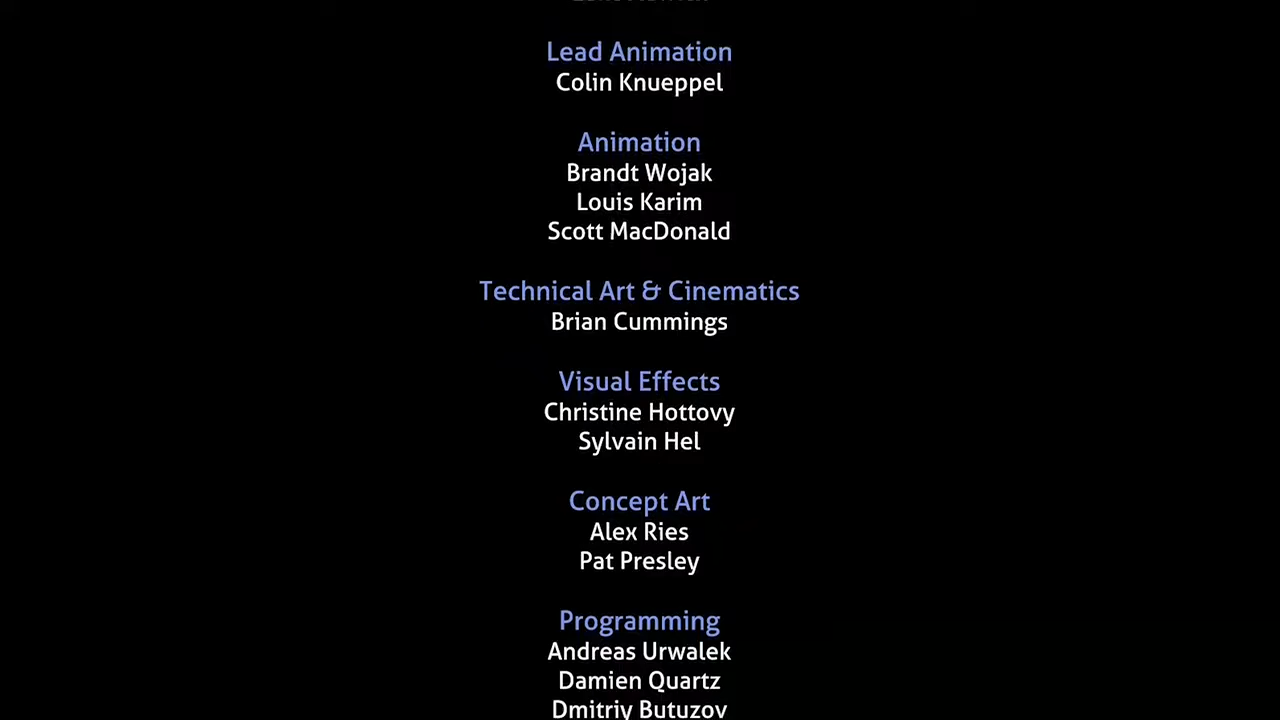 Lead Animation
Colin Knueppel
Animation
Brandt Wojak
Louis Karim
Scott MacDonald
Technical Art & Cinematics
Brian Cummings
Visual Effects
Christine Hottovy
Sylvain Hel
Concept Art
Alex Ries
Pat Presley
Programming
Andreas Urwalek
Damien Quartz
Dmitriy Butuzov